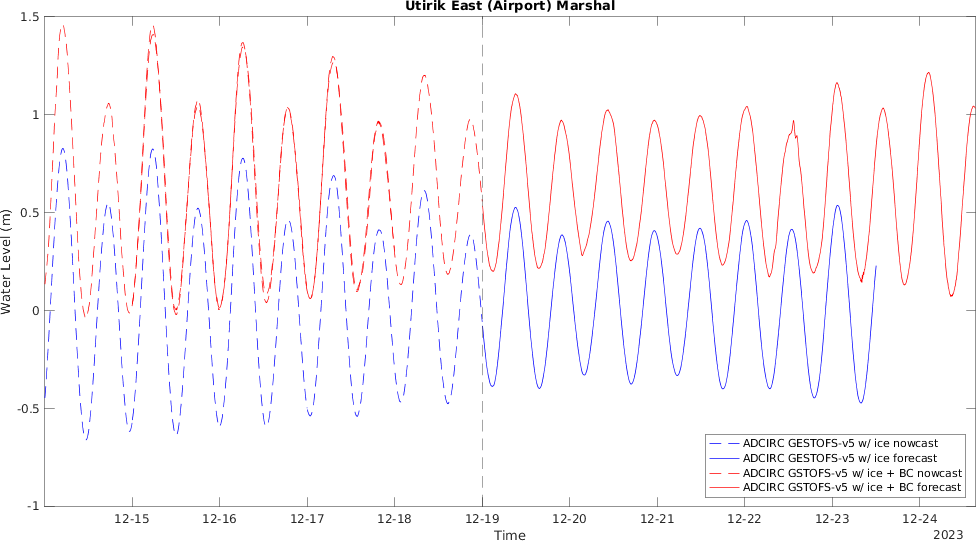 Utirik East (Airport) Marshal
Water Level (m)
1.5
1
0.5
0
-0.5
-1
12-15 12-16 12-17 12-18 12-19 12-20 12-21 12-22 12-23 12-24
Time
2023
ADCIRC GESTOFS-v5 w/ ice nowcast
ADCIRC GESTOFS-v5 w/ ice forecast
ADCIRC GSTOFS-v5 w/ ice + BC nowcast
ADCIRC GSTOFS-v5 w/ ice + BC forecast